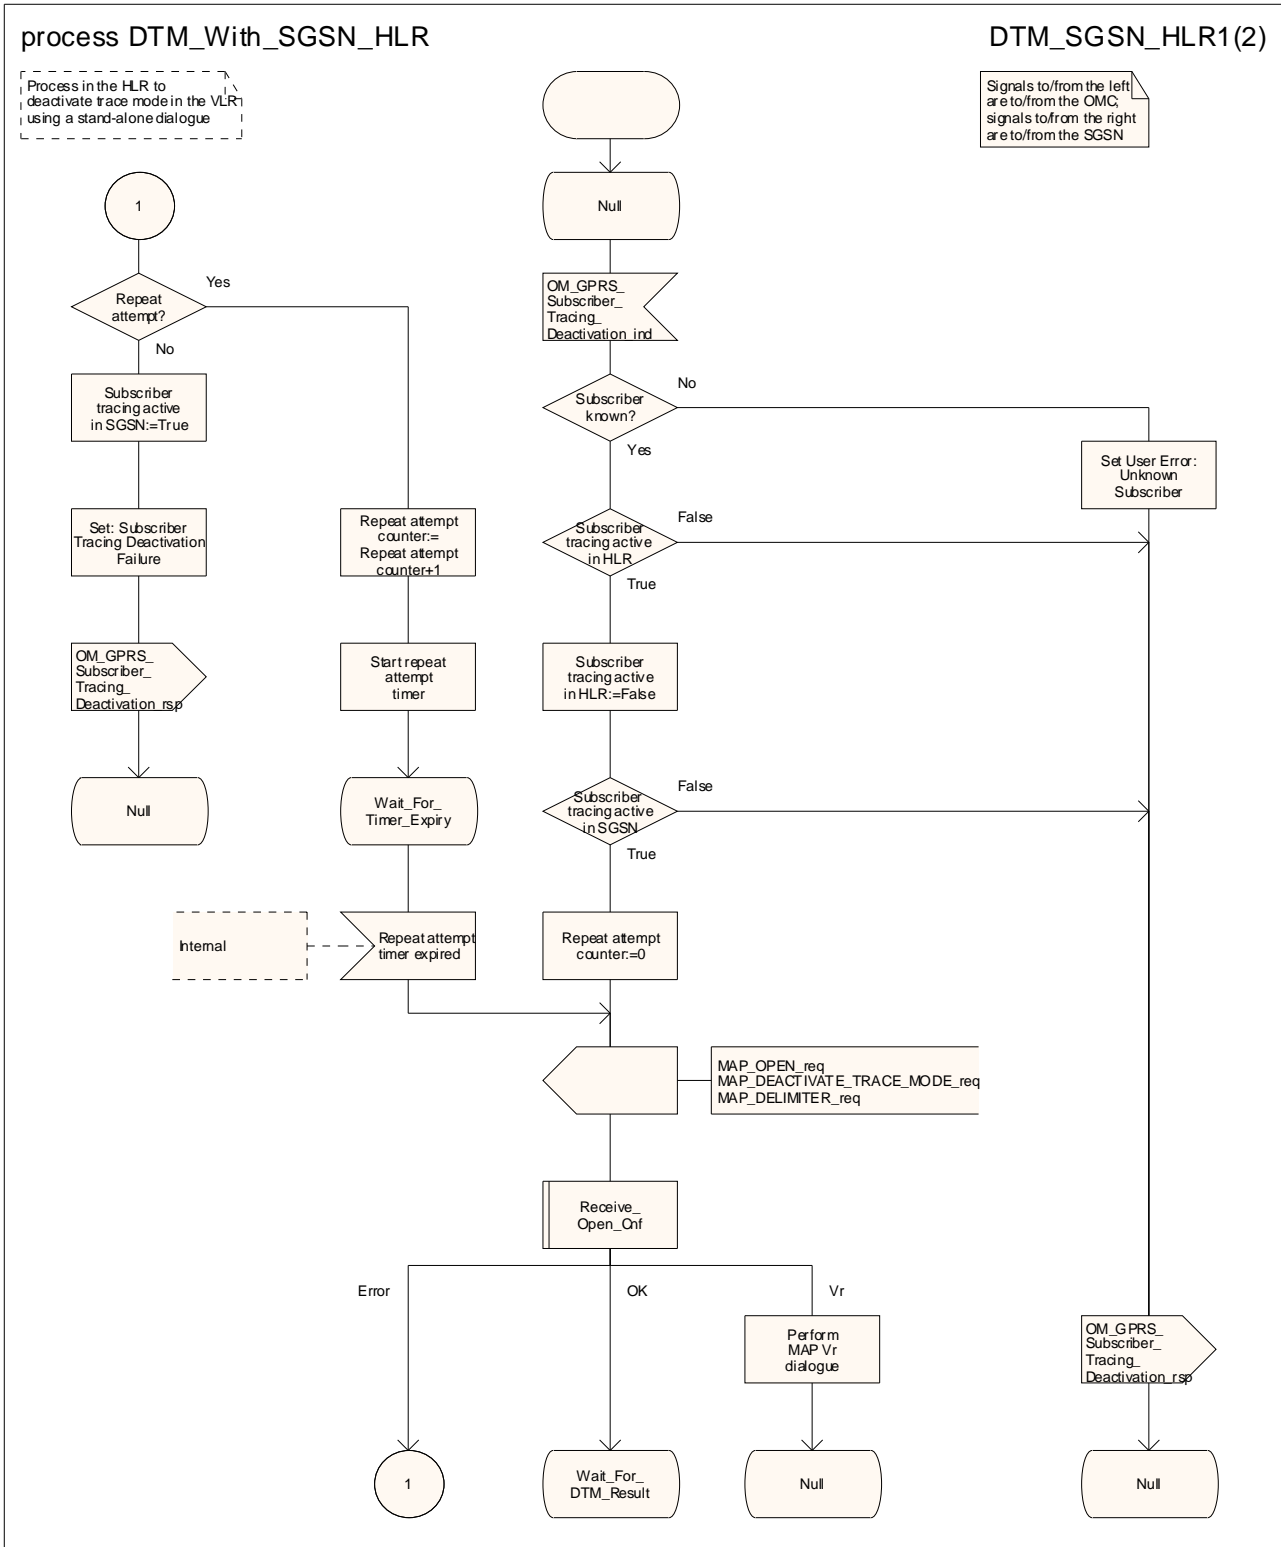 process DTM_With_SGSN_HLR
DTM_SGSN_HLR1(2)
Process in the HLR to
deactivate trace mode in the VLR
using a stand-alone dialogue
Signals to/from the left
are to/from the OMC;
signals to/from the right
are to/from the SGSN
1
Null
Repeat
attempt?
Yes
No
OM_GPRS_
Subscriber_
Tracing_
Deactivation_ind
Subscriber
tracing active
in SGSN:=True
Subscriber
known?
No
Yes
Set User Error:
Unknown
Subscriber
Set: Subscriber
Tracing Deactivation
Failure
Repeat attempt
counter:=
Repeat attempt
counter+1
Subscriber
tracing active
in HLR
False
True
OM_GPRS_
Subscriber_
Tracing_
Deactivation_rsp
Start repeat
attempt
timer
Subscriber
tracing active
in HLR:=False
Null
Wait_For_
Timer_Expiry
Subscriber
tracing active
in SGSN
False
True
Internal
Repeat attempt
timer expired
Repeat attempt
counter:=0
MAP_OPEN_req
MAP_DEACTIVATE_TRACE_MODE_req
MAP_DELIMITER_req
Receive_
Open_Cnf
Error
OK
Vr
Perform
MAP Vr
dialogue
OM_GPRS_
Subscriber_
Tracing_
Deactivation_rsp
1
Wait_For_
DTM_Result
Null
Null